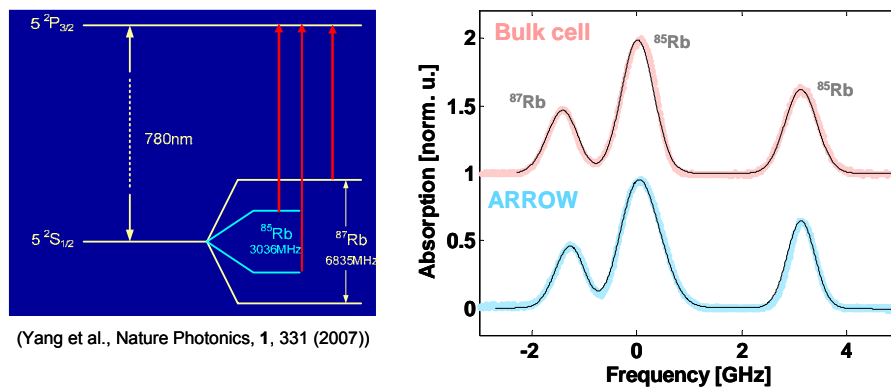 5 ²P₃/₂
780nm
5 ²S₁/₂
⁸⁵Rb
3036MHz
⁸⁷Rb
6835MHz
(Yang et al., Nature Photonics, 1, 331 (2007))
Bulk cell
⁸⁵Rb
⁸⁷Rb
⁸⁵Rb
ARROW
Absorption [norm. u.]
2
1.5
1
0.5
0
-2
0
2
4
Frequency [GHz]